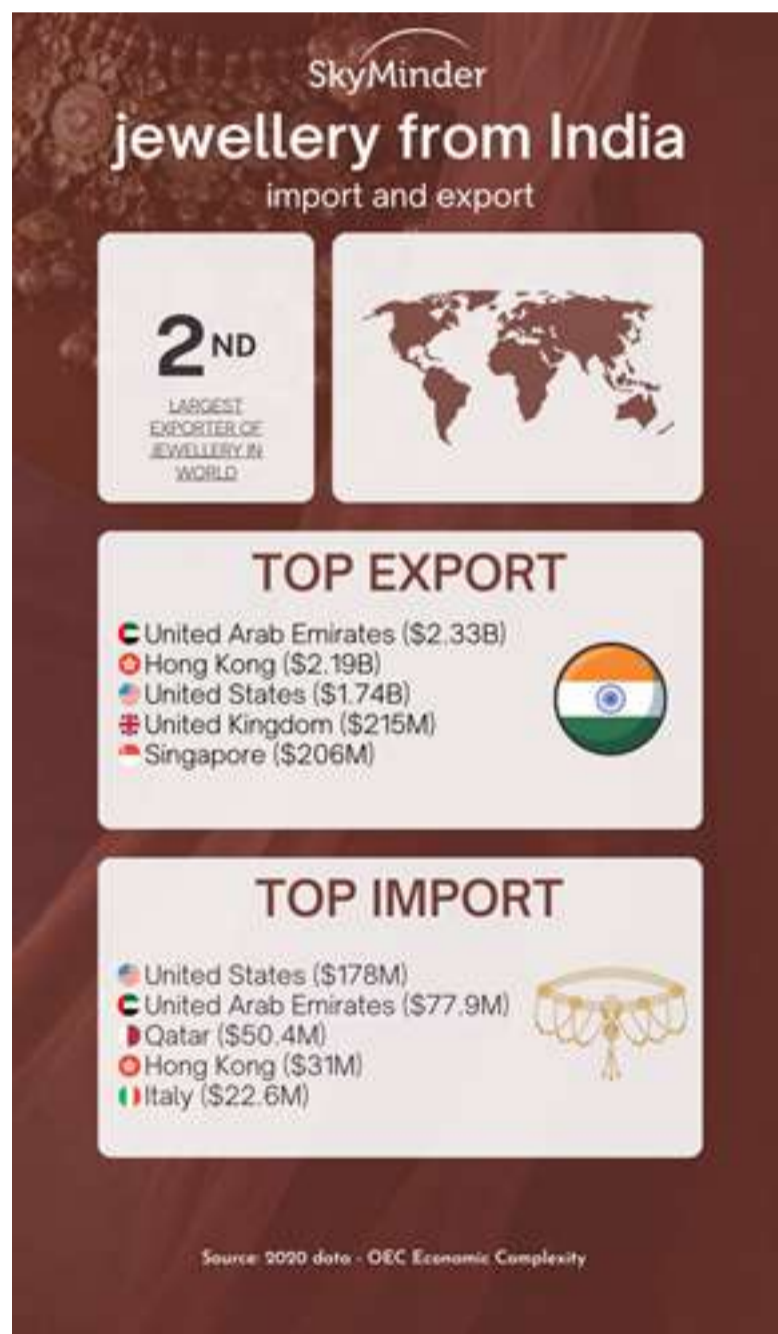 SkyMinder
jewellery from India
import and export
2ND
LARGEST
EXPORTER OF
JEWELLERY IN
WORLD
TOP EXPORT
United Arab Emirates ($2.33B)
Hong Kong ($2.19B)
United States ($1.74B)
United Kingdom ($215M)
Singapore ($206M)
TOP IMPORT
United States ($178M)
United Arab Emirates ($77.9M)
Qatar ($50.4M)
Hong Kong ($31M)
Italy ($22.6M)
Source: 2020 data - OEC Economic Complexity